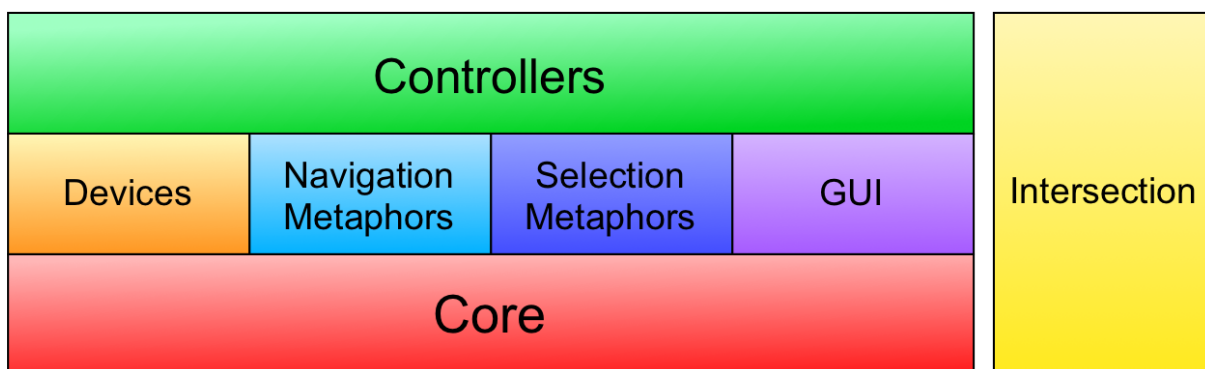 Controllers
Devices
Navigation
Metaphors
Selection
Metaphors
GUI
Intersection
Core